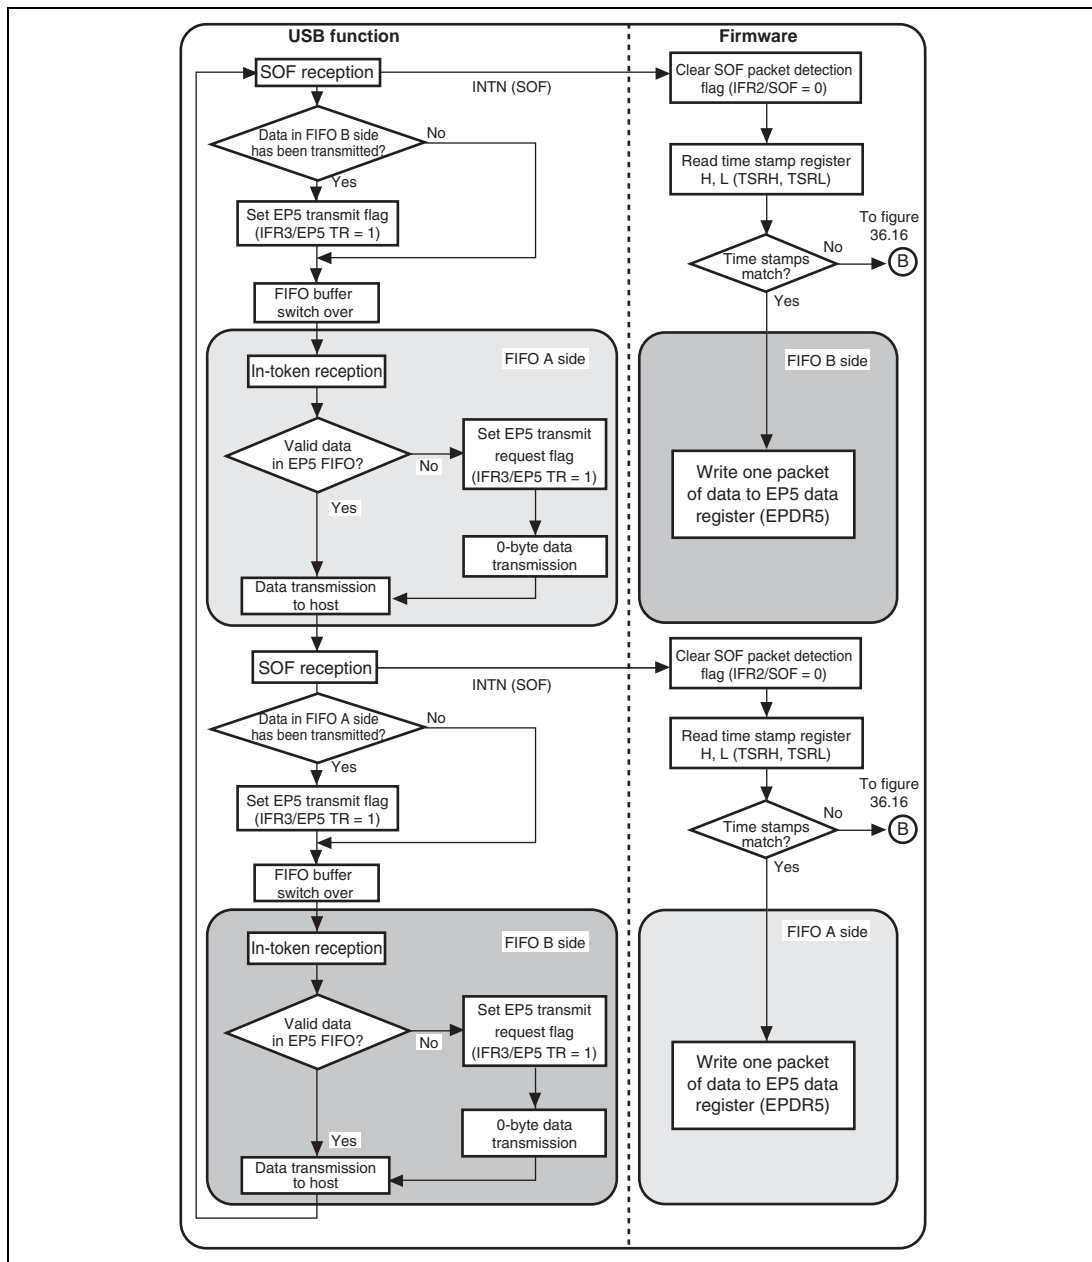 USB function
Firmware
SOF reception
INTN (SOF)
Clear SOF packet detection
flag (IFR2/SOF = 0)
Data in FIFO B side
has been transmitted?
No
Yes
Read time stamp register
H, L (TSRH, TSRL)
Set EP5 transmit flag
(IFR3/EP5 TR = 1)
To figure
36.16
Time stamps
match?
No
B
Yes
FIFO buffer
switch over
FIFO A side
FIFO B side
In-token reception
Valid data
in EP5 FIFO?
No
Yes
Set EP5 transmit
request flag
(IFR3/EP5 TR = 1)
Write one packet
of data to EP5 data
register (EPDR5)
0-byte data
transmission
Data transmission
to host
SOF reception
INTN (SOF)
Clear SOF packet detection
flag (IFR2/SOF = 0)
Data in FIFO A side
has been transmitted?
No
Yes
Read time stamp register
H, L (TSRH, TSRL)
Set EP5 transmit flag
(IFR3/EP5 TR = 1)
To figure
36.16
Time stamps
match?
No
B
Yes
FIFO buffer
switch over
FIFO B side
FIFO A side
In-token reception
Valid data
in EP5 FIFO?
No
Yes
Set EP5 transmit
request flag
(IFR3/EP5 TR = 1)
Write one packet
of data to EP5 data
register (EPDR5)
0-byte data
transmission
Data transmission
to host